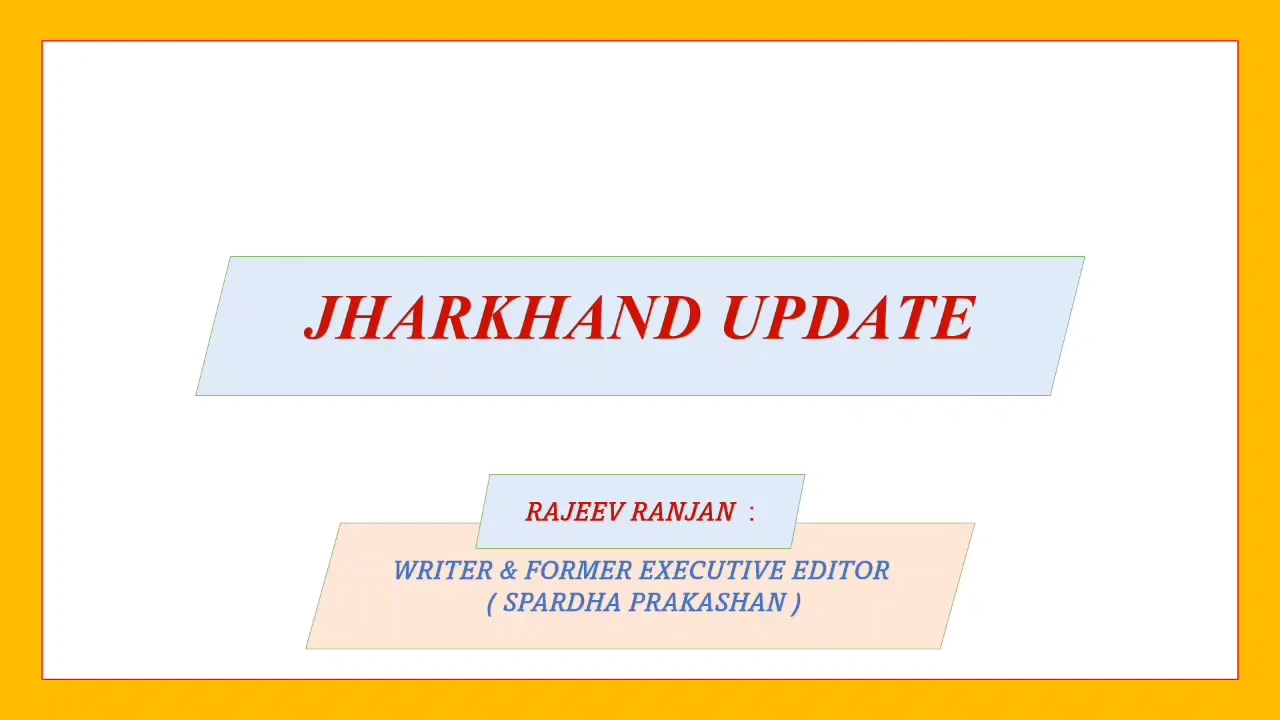 JHARKHAND UPDATE
RAJEEV RANJAN :
WRITER & FORMER EXECUTIVE EDITOR
( SPARDHA PRAKASHAN )